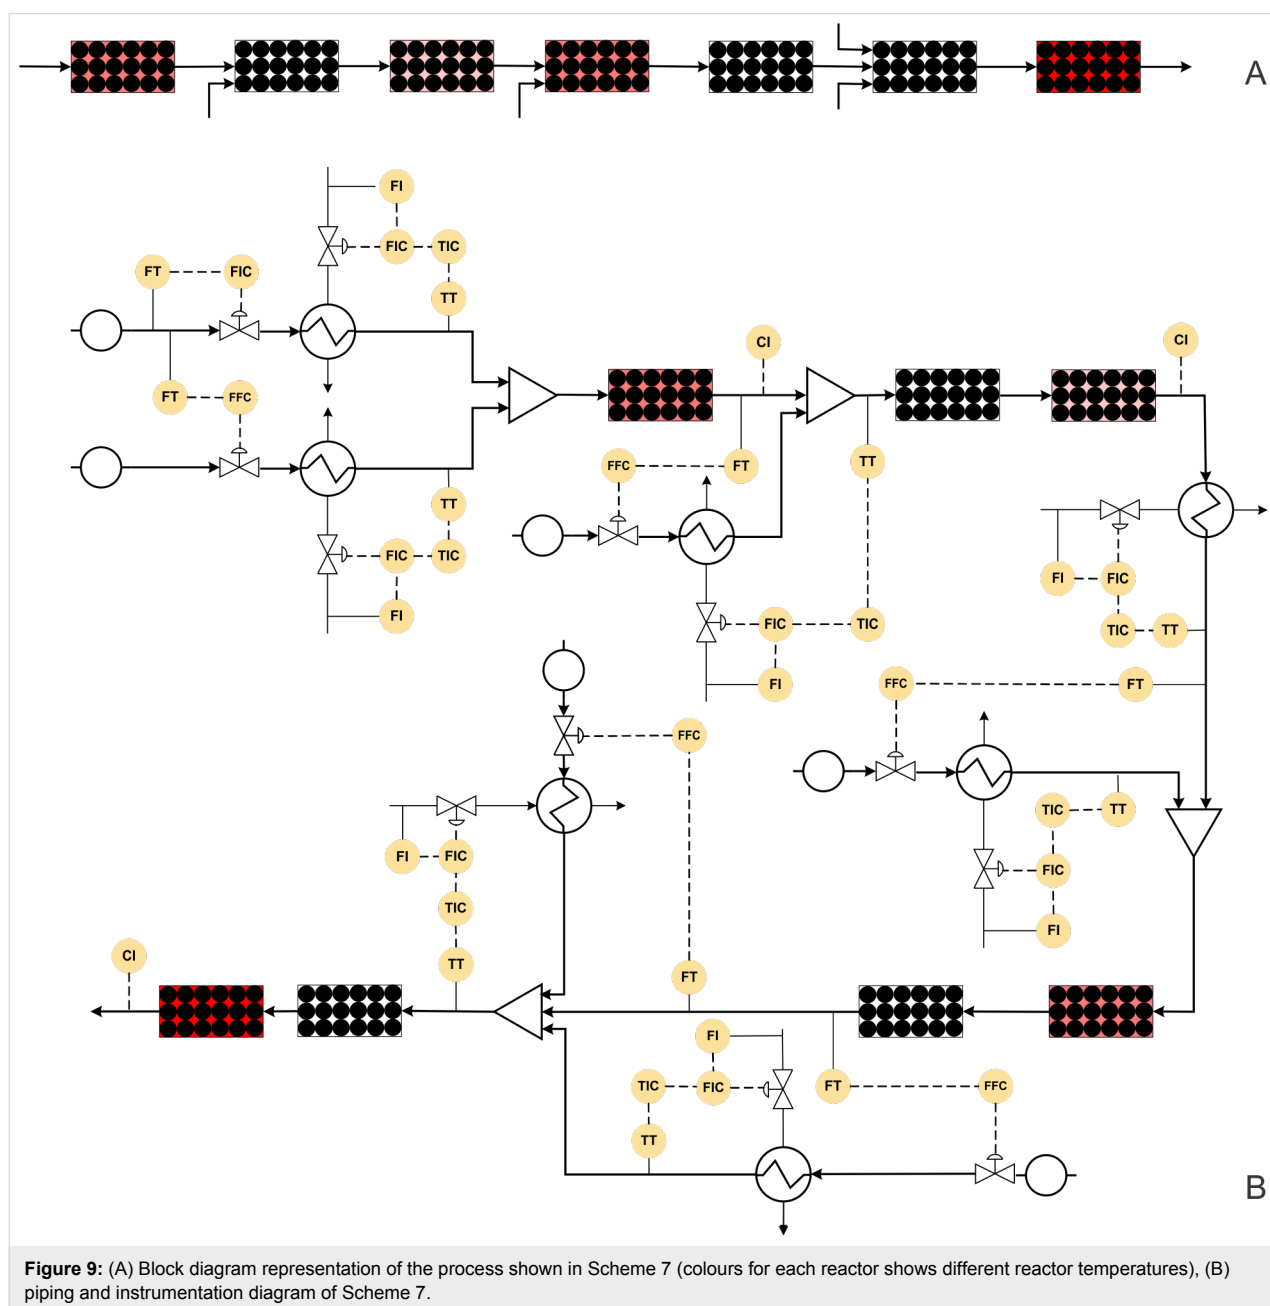 A
FI
FIC
TIC
FT
FIC
TT
CI
CI
FT
FFC
TT
FFC
FT
TT
FIC
TIC
FI
FIC
TIC
FI
FIC
TIC
TT
FI
FFC
FT
FFC
TIC
TT
FI
FIC
FIC
TIC
FI
CI
TT
FT
FI
TIC
FIC
FT
FFC
TT
B
Figure 9: (A) Block diagram representation of the process shown in Scheme 7 (colours for each reactor shows different reactor temperatures), (B)
piping and instrumentation diagram of Scheme 7.